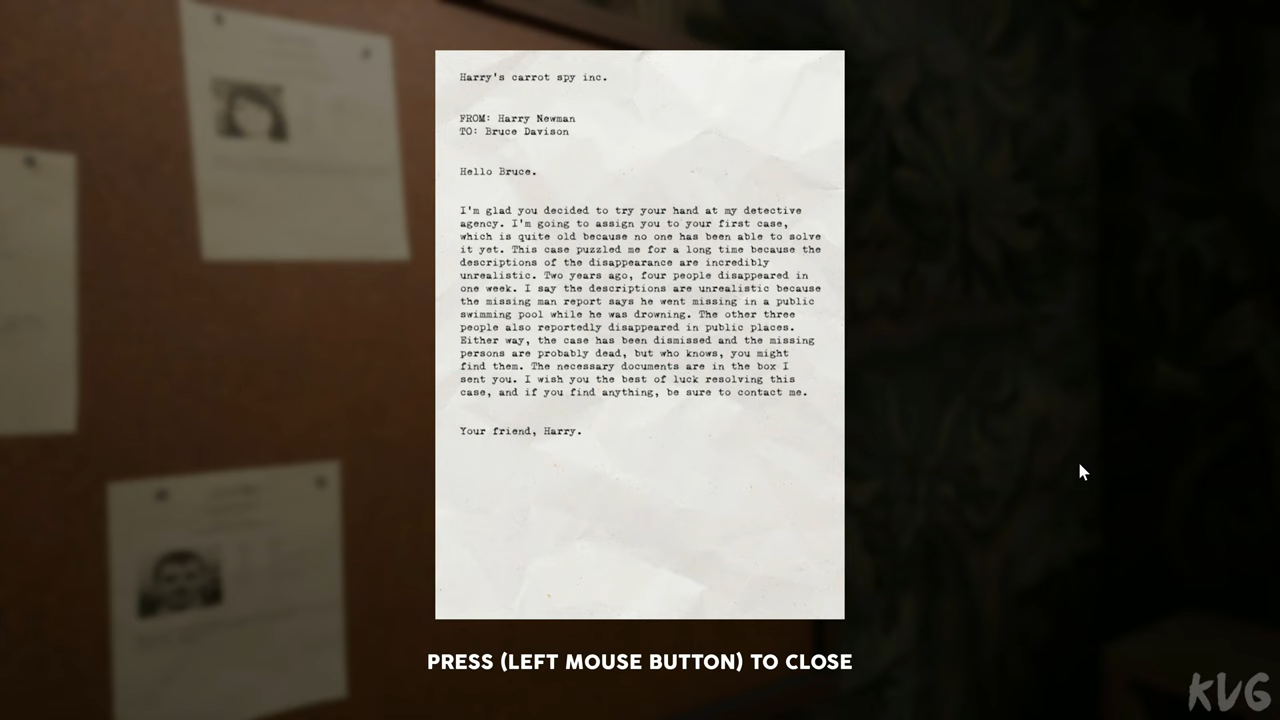 Harry's carrot spy inc.
FROM: Harry Newman
TO: Bruce Davison
Hello Bruce.
I'm glad you decided to try your hand at my detective
agency. I'm going to assign you to your first case,
which is quite old because no one has been able to solve
it yet. This case puzzled me for a long time because the
descriptions of the disappearance are incredibly
unrealistic. Two years ago, four people disappeared in
one week. I say the descriptions are unrealistic because
the missing man report says he went missing in a public
swimming pool while he was drowning. The other three
people also reportedly disappeared in public places.
Either way, the case has been dismissed and the missing
persons are probably dead, but who knows, you might
find them. The necessary documents are in the box I
sent you. I wish you the best of luck resolving this
case, and if you find anything, be sure to contact me.
Your friend, Harry.
PRESS (LEFT MOUSE BUTTON) TO CLOSE
KVG